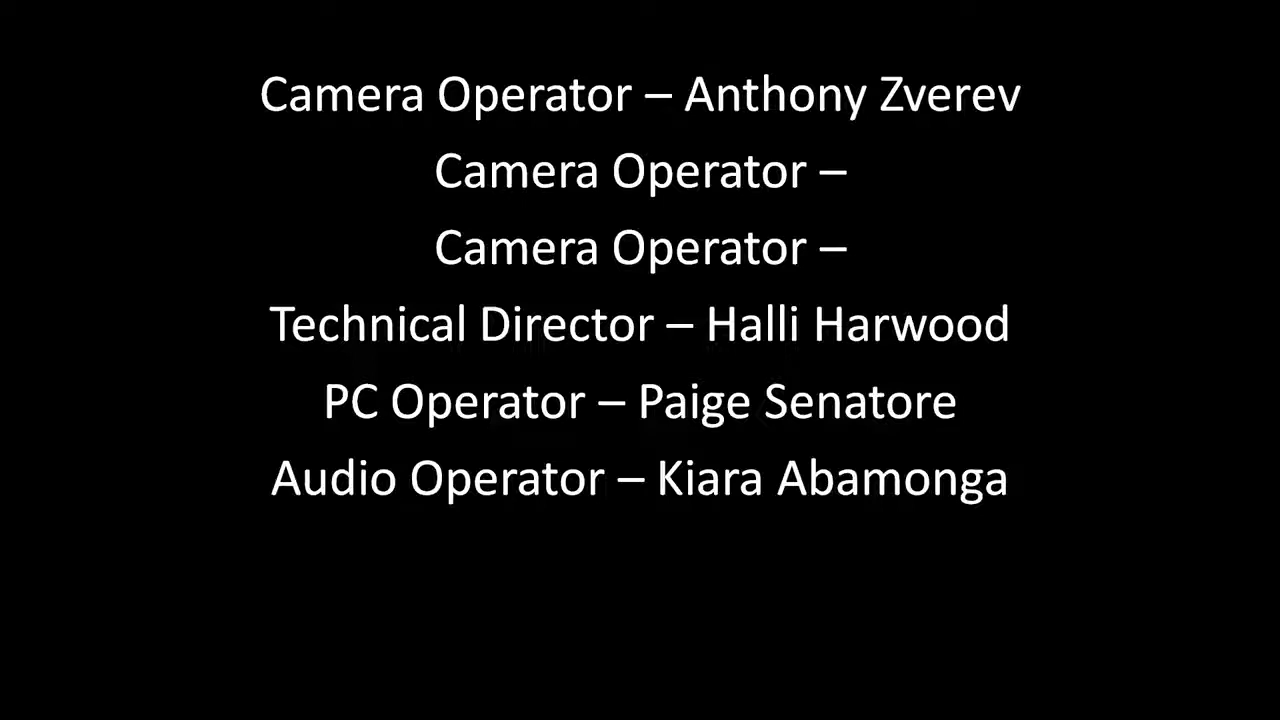 Camera Operator – Anthony Zverev
Camera Operator –
Camera Operator –
Technical Director – Halli Harwood
PC Operator – Paige Senatore
Audio Operator – Kiara Abamonga